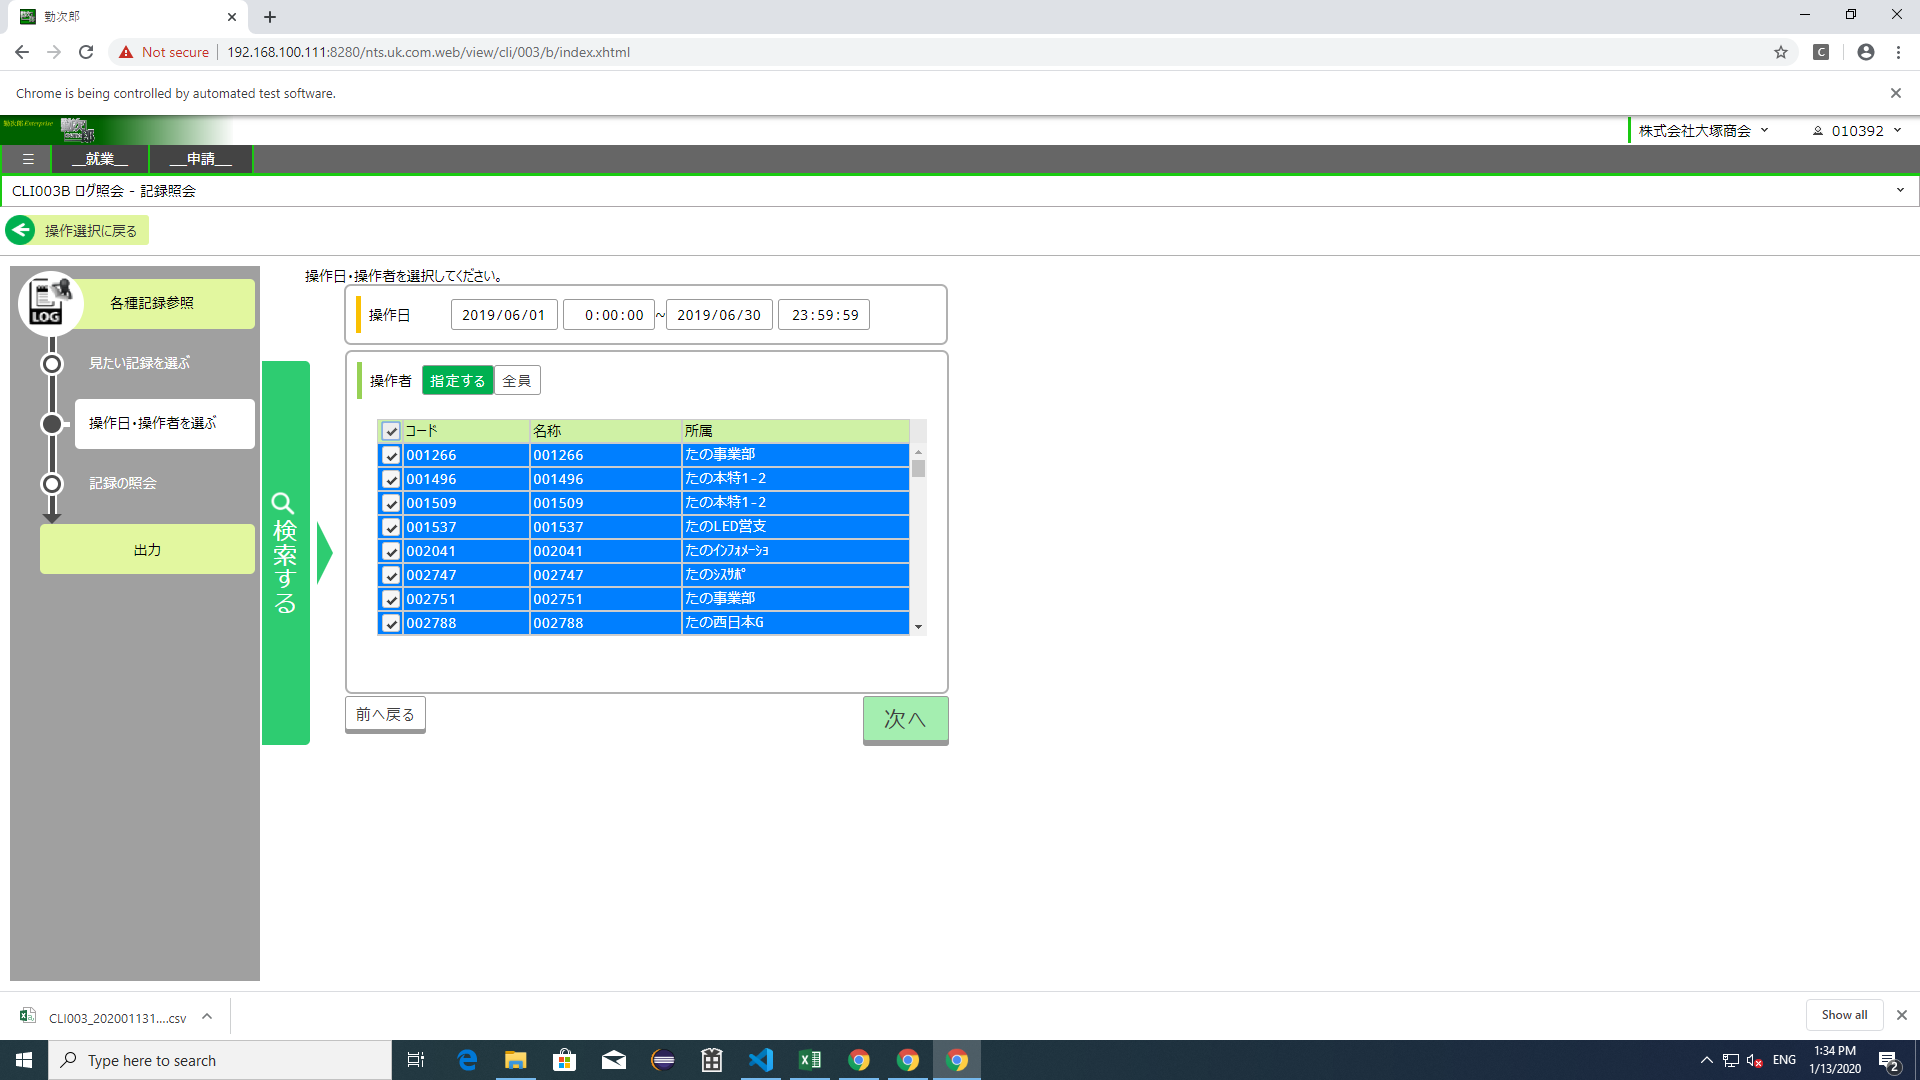 勤次郎
Not secure
192.168.100.111:8280/nts.uk.com.web/view/cli/003/b/index.xhtml
Chrome is being controlled by automated test software.
勤次郎 Enterprise
株式会社大塚商会
010392
__就業__
__申請__
CLI003B ログ照会 - 記録照会
操作選択に戻る
操作日・操作者を選択してください。
LOG
各種記録参照
見たい記録を選ぶ
操作日・操作者を選ぶ
記録の照会
出力
検索する
操作日
2019/06/01 0:00:00 ~ 2019/06/30 23:59:59
操作者 指定する 全員
コード 名称 所属
001266 001266 たの事業部
001496 001496 たの本特1-2
001509 001509 たの本特1-2
001537 001537 たのLED営支
002041 002041 たのｲﾝﾌｫﾒｰｼｮ
002747 002747 たのｼｽｻﾎﾟ
002751 002751 たの事業部
002788 002788 たの西日本G
前へ戻る
次へ
CLI003_202001131....csv
Show all
Type here to search
ENG
1:34 PM
1/13/2020
2